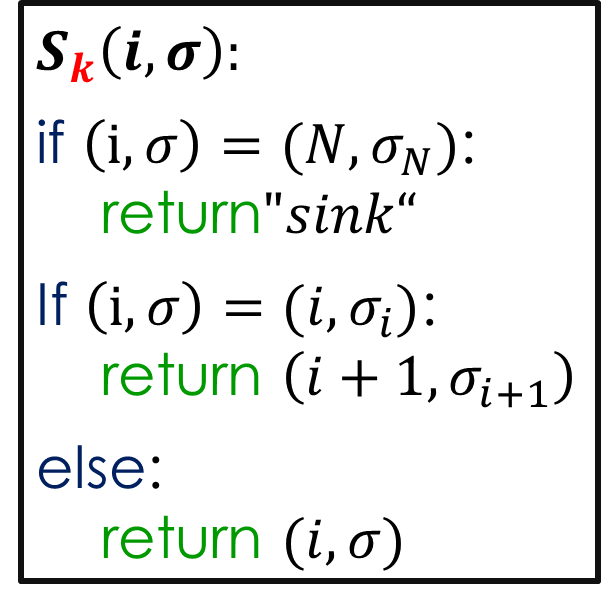 S_k(i, σ):
if (i, σ) = (N, σ_N):
return"sink“
If (i, σ) = (i, σ_i):
return (i + 1, σ_{i+1})
else:
return (i, σ)